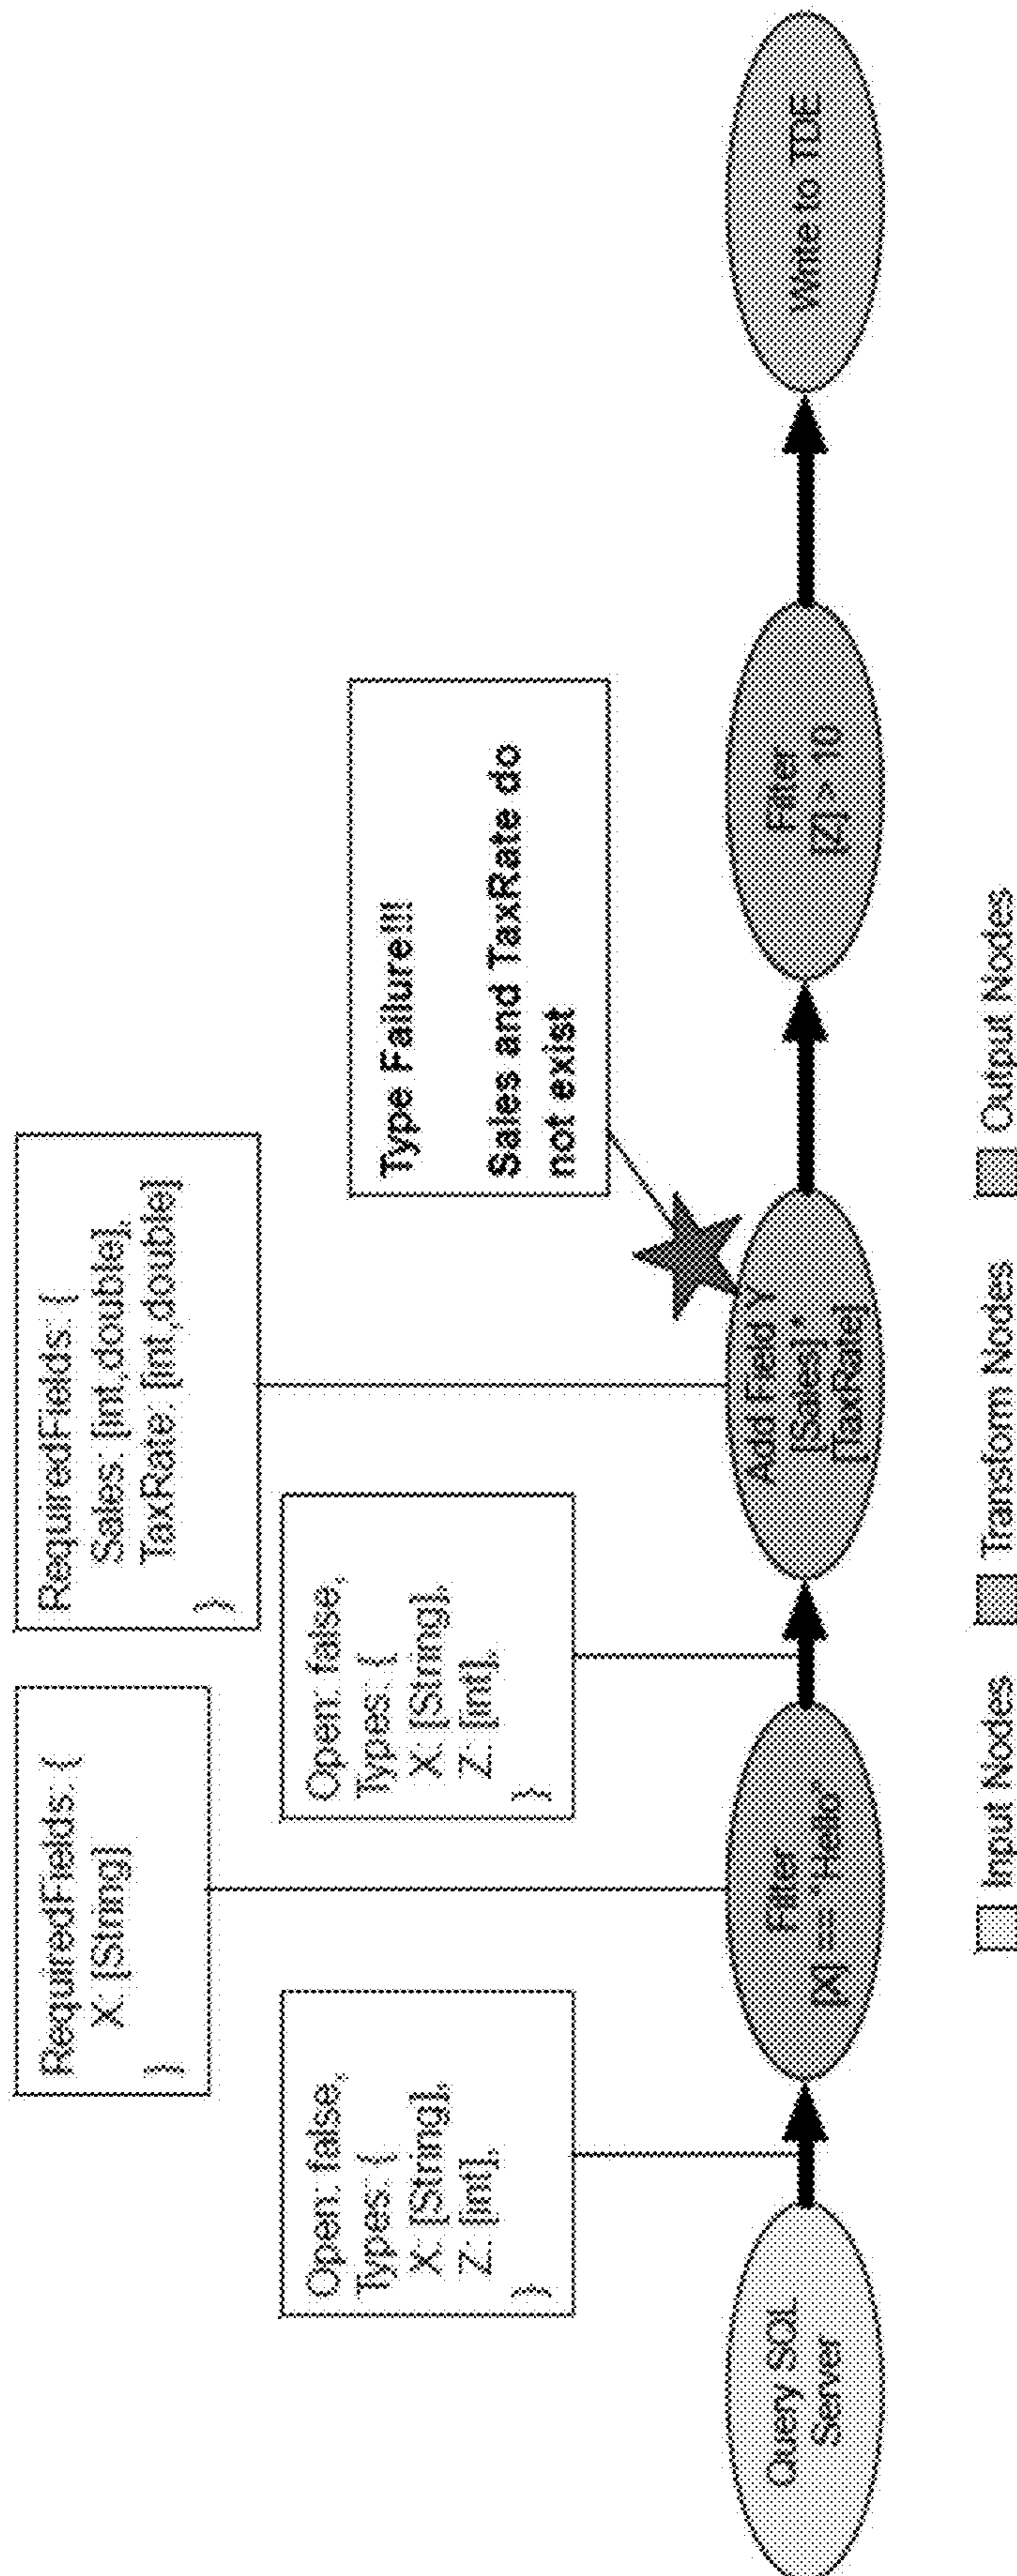 RequiredFields: {
X: [String]
}
RequiredFields: {
Sales: [int,double],
TaxRate: [int,double]
}
Open: false,
Types: {
X: [String],
Z: [int],
}
Open: false,
Types: {
X: [String],
Z: [int],
}
Type Failure!!!
Sales and TaxRate do
not exist
Query SQL
Server
Filter
[X] == "Hello"
Add Field Y
[Sales] *
[TaxRate]
Filter
[Z] > 10
Write to TDE
Input Nodes
Transform Nodes
Output Nodes